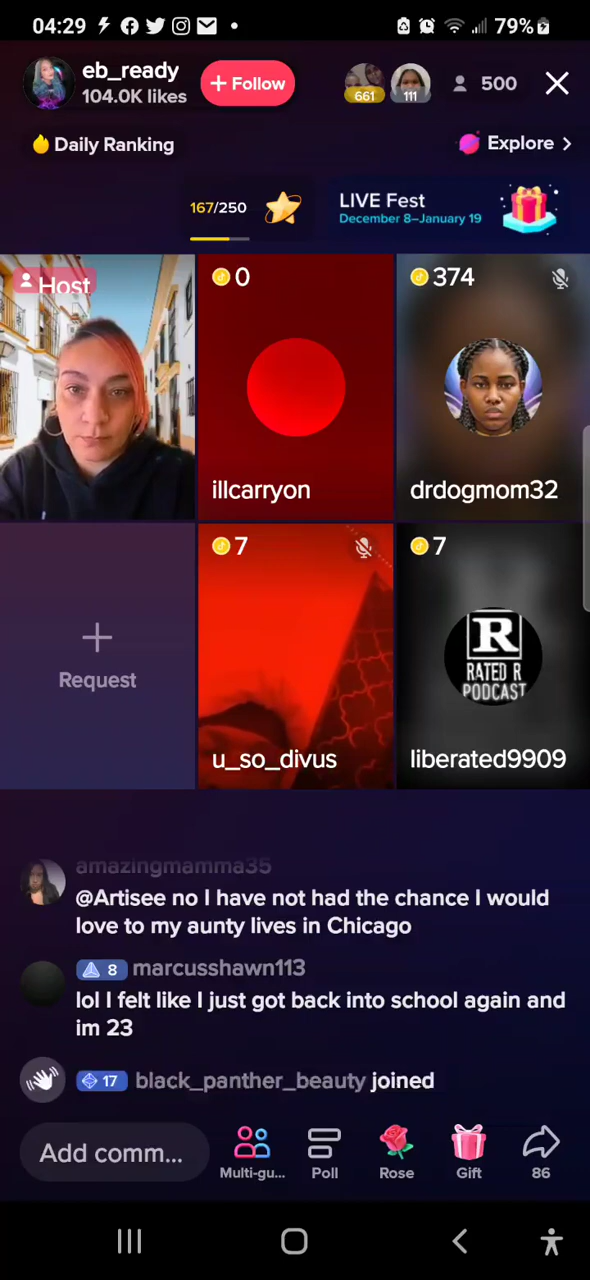 04:29
79%
eb_ready
104.0K likes
+ Follow
661
111
500
Daily Ranking
Explore >
167/250
LIVE Fest
December 8–January 19
Host
0
374
illcarryon
drdogmom32
7
7
Request
R
RATED R
PODCAST
u_so_divus
liberated9909
amazingmamma35
@Artisee no I have not had the chance I would
love to my aunty lives in Chicago
8 marcusshawn113
lol I felt like I just got back into school again and
im 23
17 black_panther_beauty joined
Add comm...
Multi-gu...
Poll
Rose
Gift
86